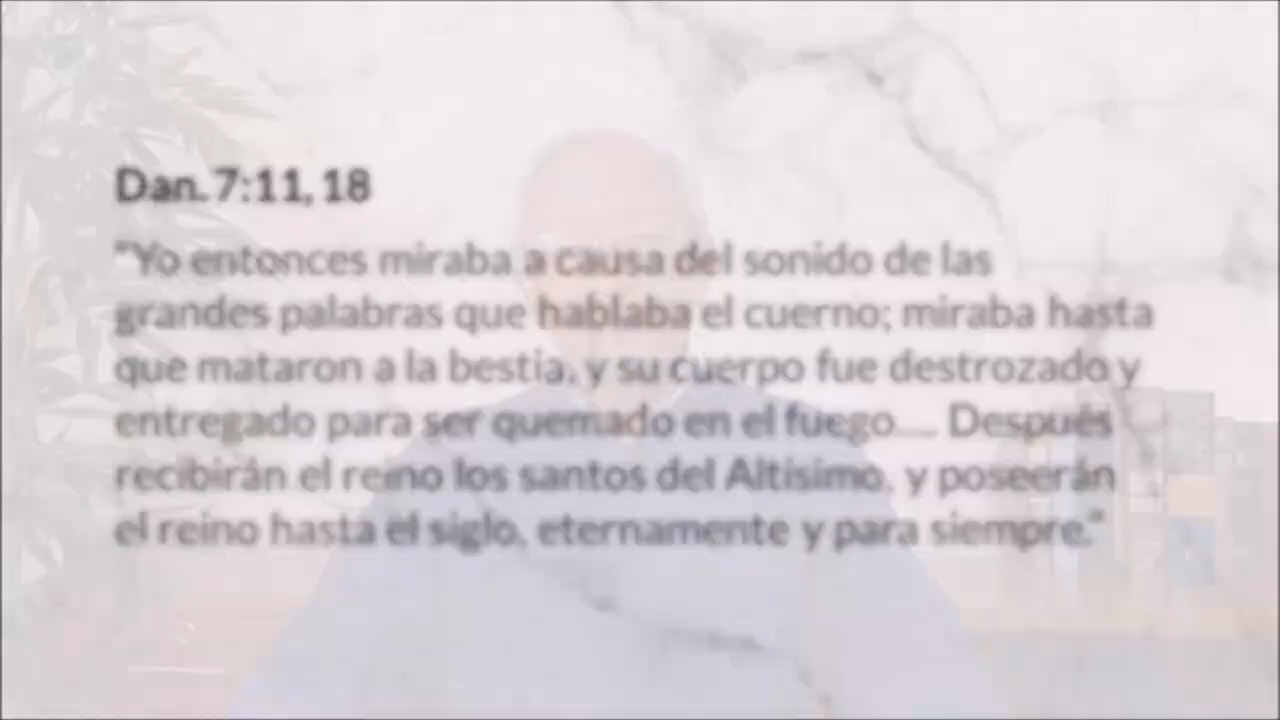 Dan. 7:11, 18
"Yo entonces miraba a causa del sonido de las
grandes palabras que hablaba el cuerno; miraba hasta
que mataron a la bestia, y su cuerpo fue destrozado y
entregado para ser quemado en el fuego.... Después
recibirán el reino los santos del Altísimo, y poseerán
el reino hasta el siglo, eternamente y para siempre."